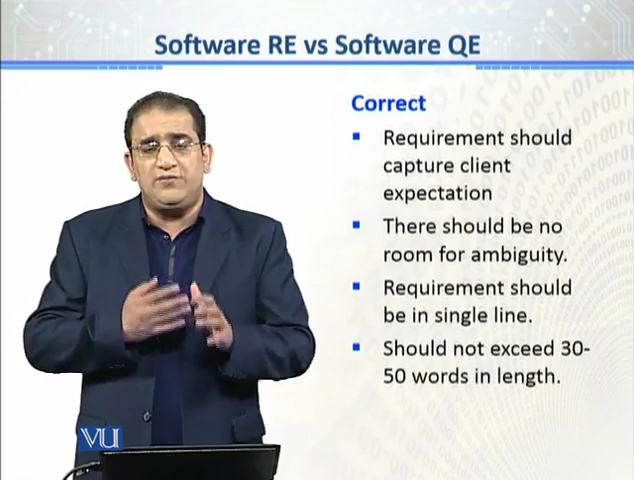 Software RE vs Software QE
Correct
Requirement should
capture client
expectation
There should be no
room for ambiguity.
Requirement should
be in single line.
Should not exceed 30-
50 words in length.
VU